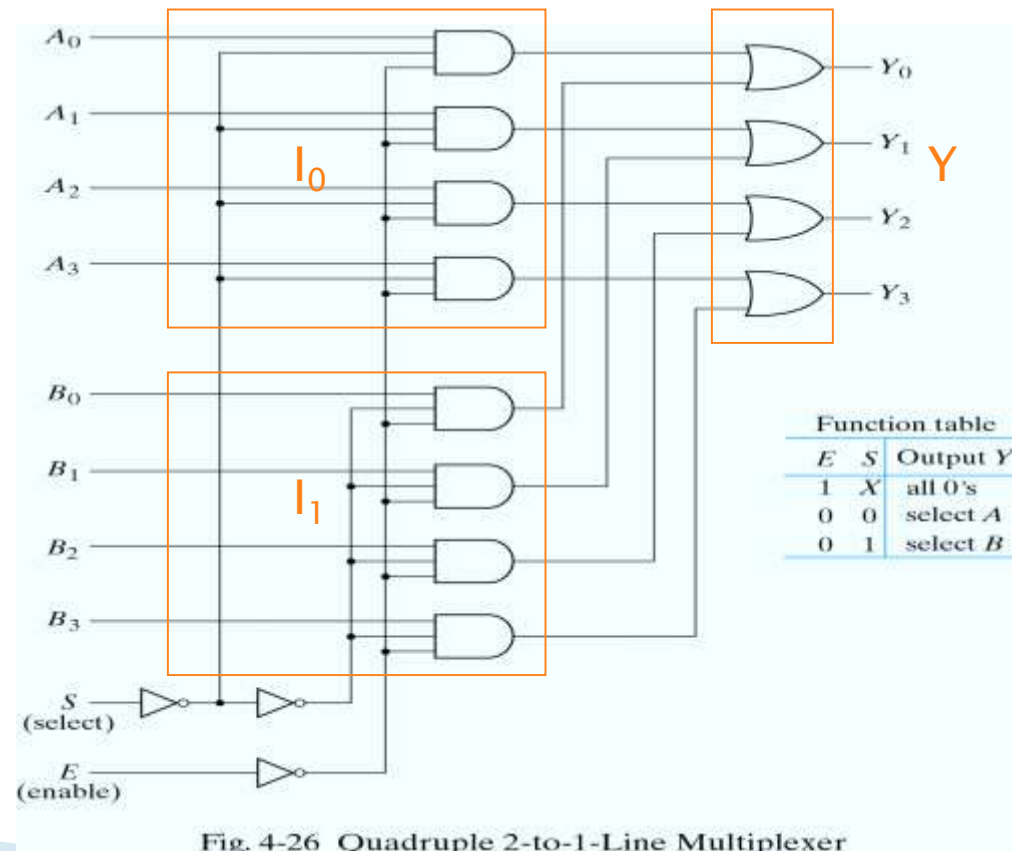 A₀
A₁
I₀
A₂
A₃
Y₀
Y₁
Y
Y₂
Y₃
B₀
B₁
I₁
B₂
B₃
S
(select)
E
(enable)
Function table
E S Output Y
1 X all 0's
0 0 select A
0 1 select B
Fig. 4-26 Quadruple 2-to-1-Line Multiplexer